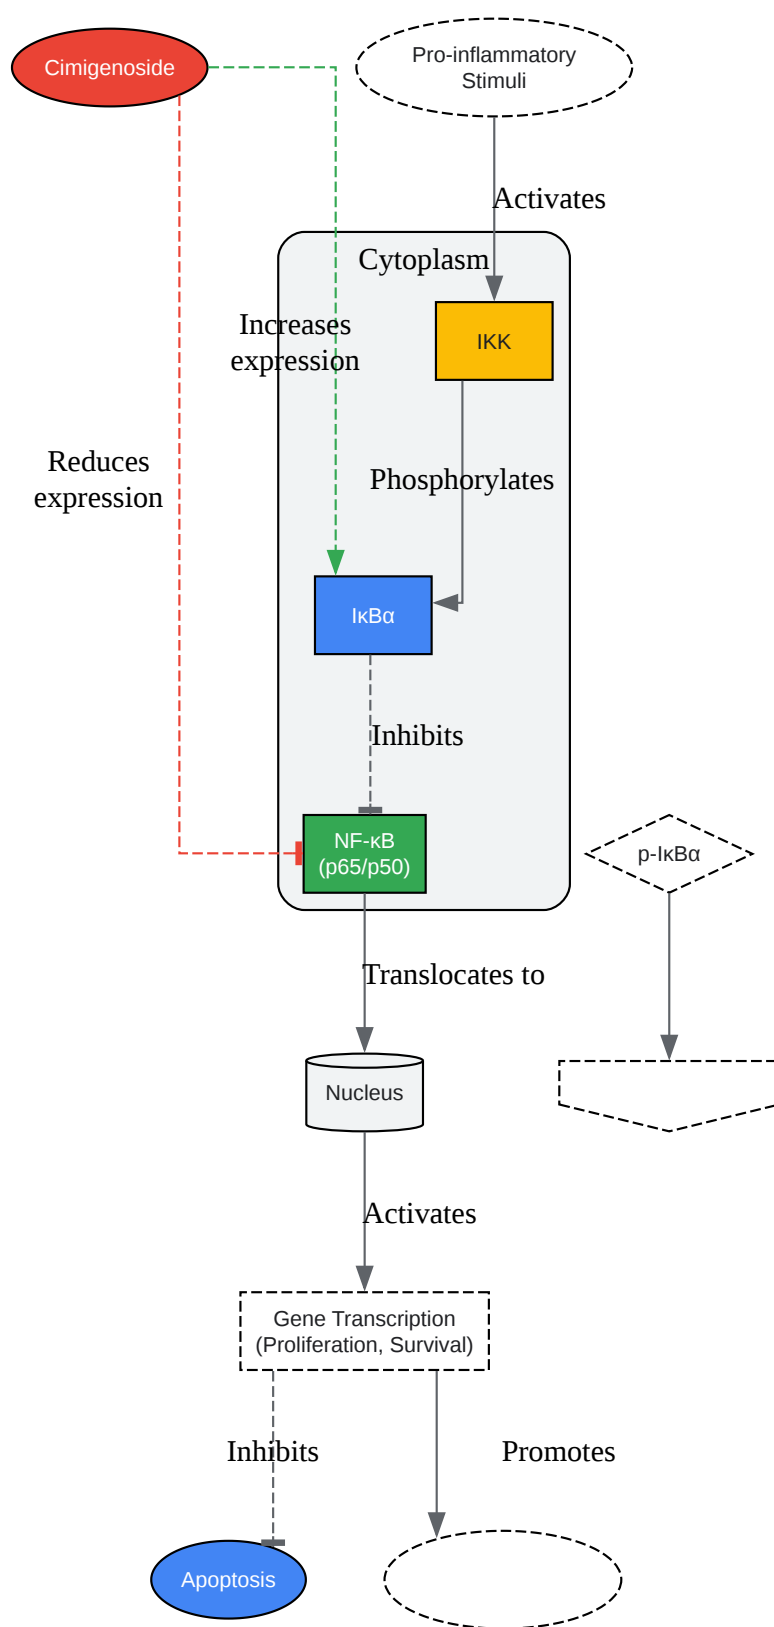 Cimigenoside
Pro-inflammatory
Stimuli
Activates
Cytoplasm
Increases
expression
IKK
Reduces
expression
Phosphorylates
IκBα
Inhibits
NF-κB
(p65/p50)
p-IκBα
Translocates to
Nucleus
Activates
Gene Transcription
(Proliferation, Survival)
Inhibits
Promotes
Apoptosis